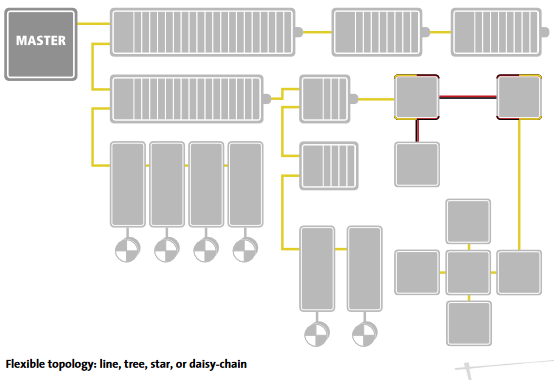 MASTER
Flexible topology: line, tree, star, or daisy-chain